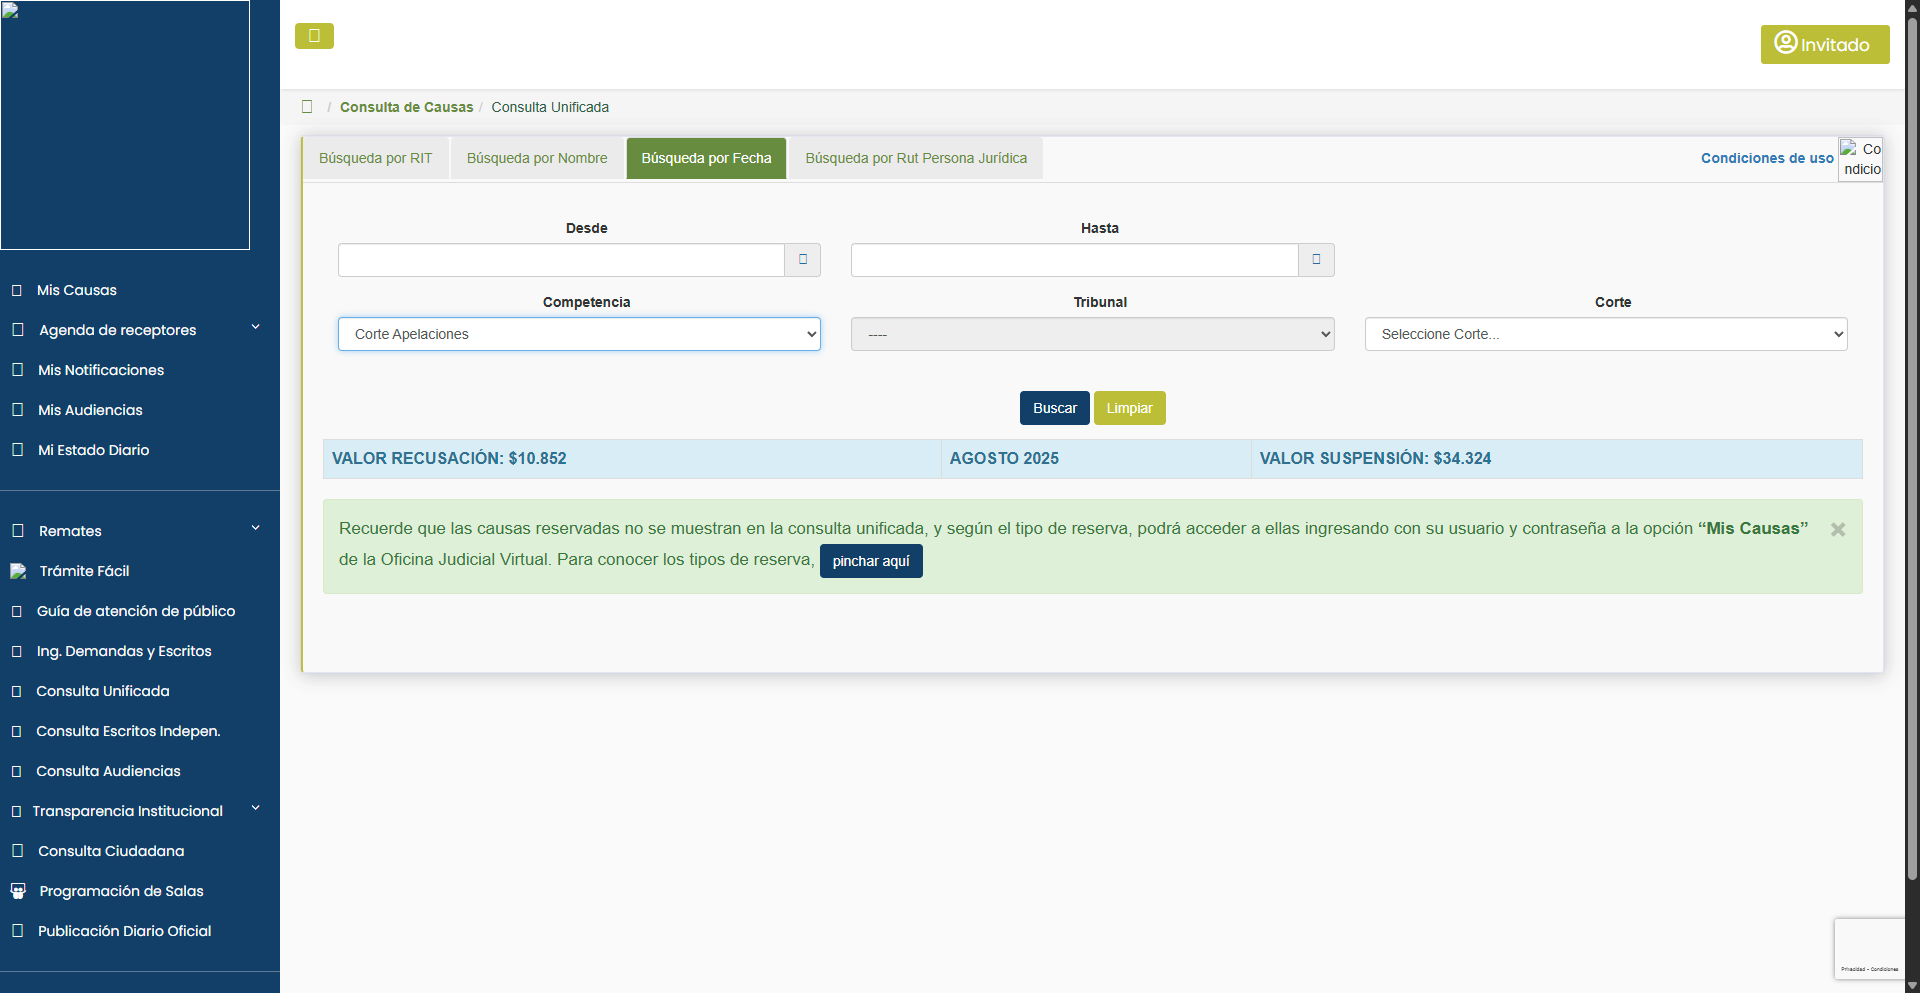 Invitado
/ Consulta de Causas / Consulta Unificada
Búsqueda por RIT
Búsqueda por Nombre
Búsqueda por Fecha
Búsqueda por Rut Persona Jurídica
Condiciones de uso
Co
ndicio
Desde
Hasta
Competencia
Tribunal
Corte
Corte Apelaciones
----
Seleccione Corte...
Buscar
Limpiar
VALOR RECUSACIÓN: $10.852
AGOSTO 2025
VALOR SUSPENSIÓN: $34.324
Recuerde que las causas reservadas no se muestran en la consulta unificada, y según el tipo de reserva, podrá acceder a ellas ingresando con su usuario y contraseña a la opción “Mis Causas”
de la Oficina Judicial Virtual. Para conocer los tipos de reserva, pinchar aquí
×
Mis Causas
Agenda de receptores
Mis Notificaciones
Mis Audiencias
Mi Estado Diario
Remates
Trámite Fácil
Guía de atención de público
Ing. Demandas y Escritos
Consulta Unificada
Consulta Escritos Indepen.
Consulta Audiencias
Transparencia Institucional
Consulta Ciudadana
Programación de Salas
Publicación Diario Oficial
Privacidad - Condiciones